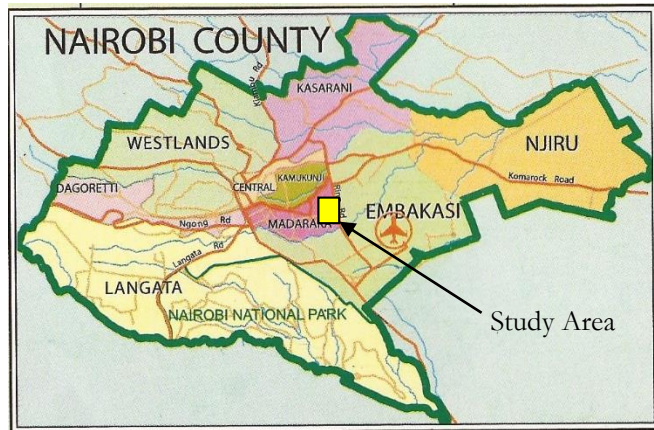 NAIROBI COUNTY
KASARANI
WESTLANDS
NJIRU
KAMUKUNJI
DAGORETTI
CENTRAL
Komarock Road
EMBAKASI
Ngong Rd
MADARAKA
Langata Rd
LANGATA
NAIROBI NATIONAL PARK
Study Area